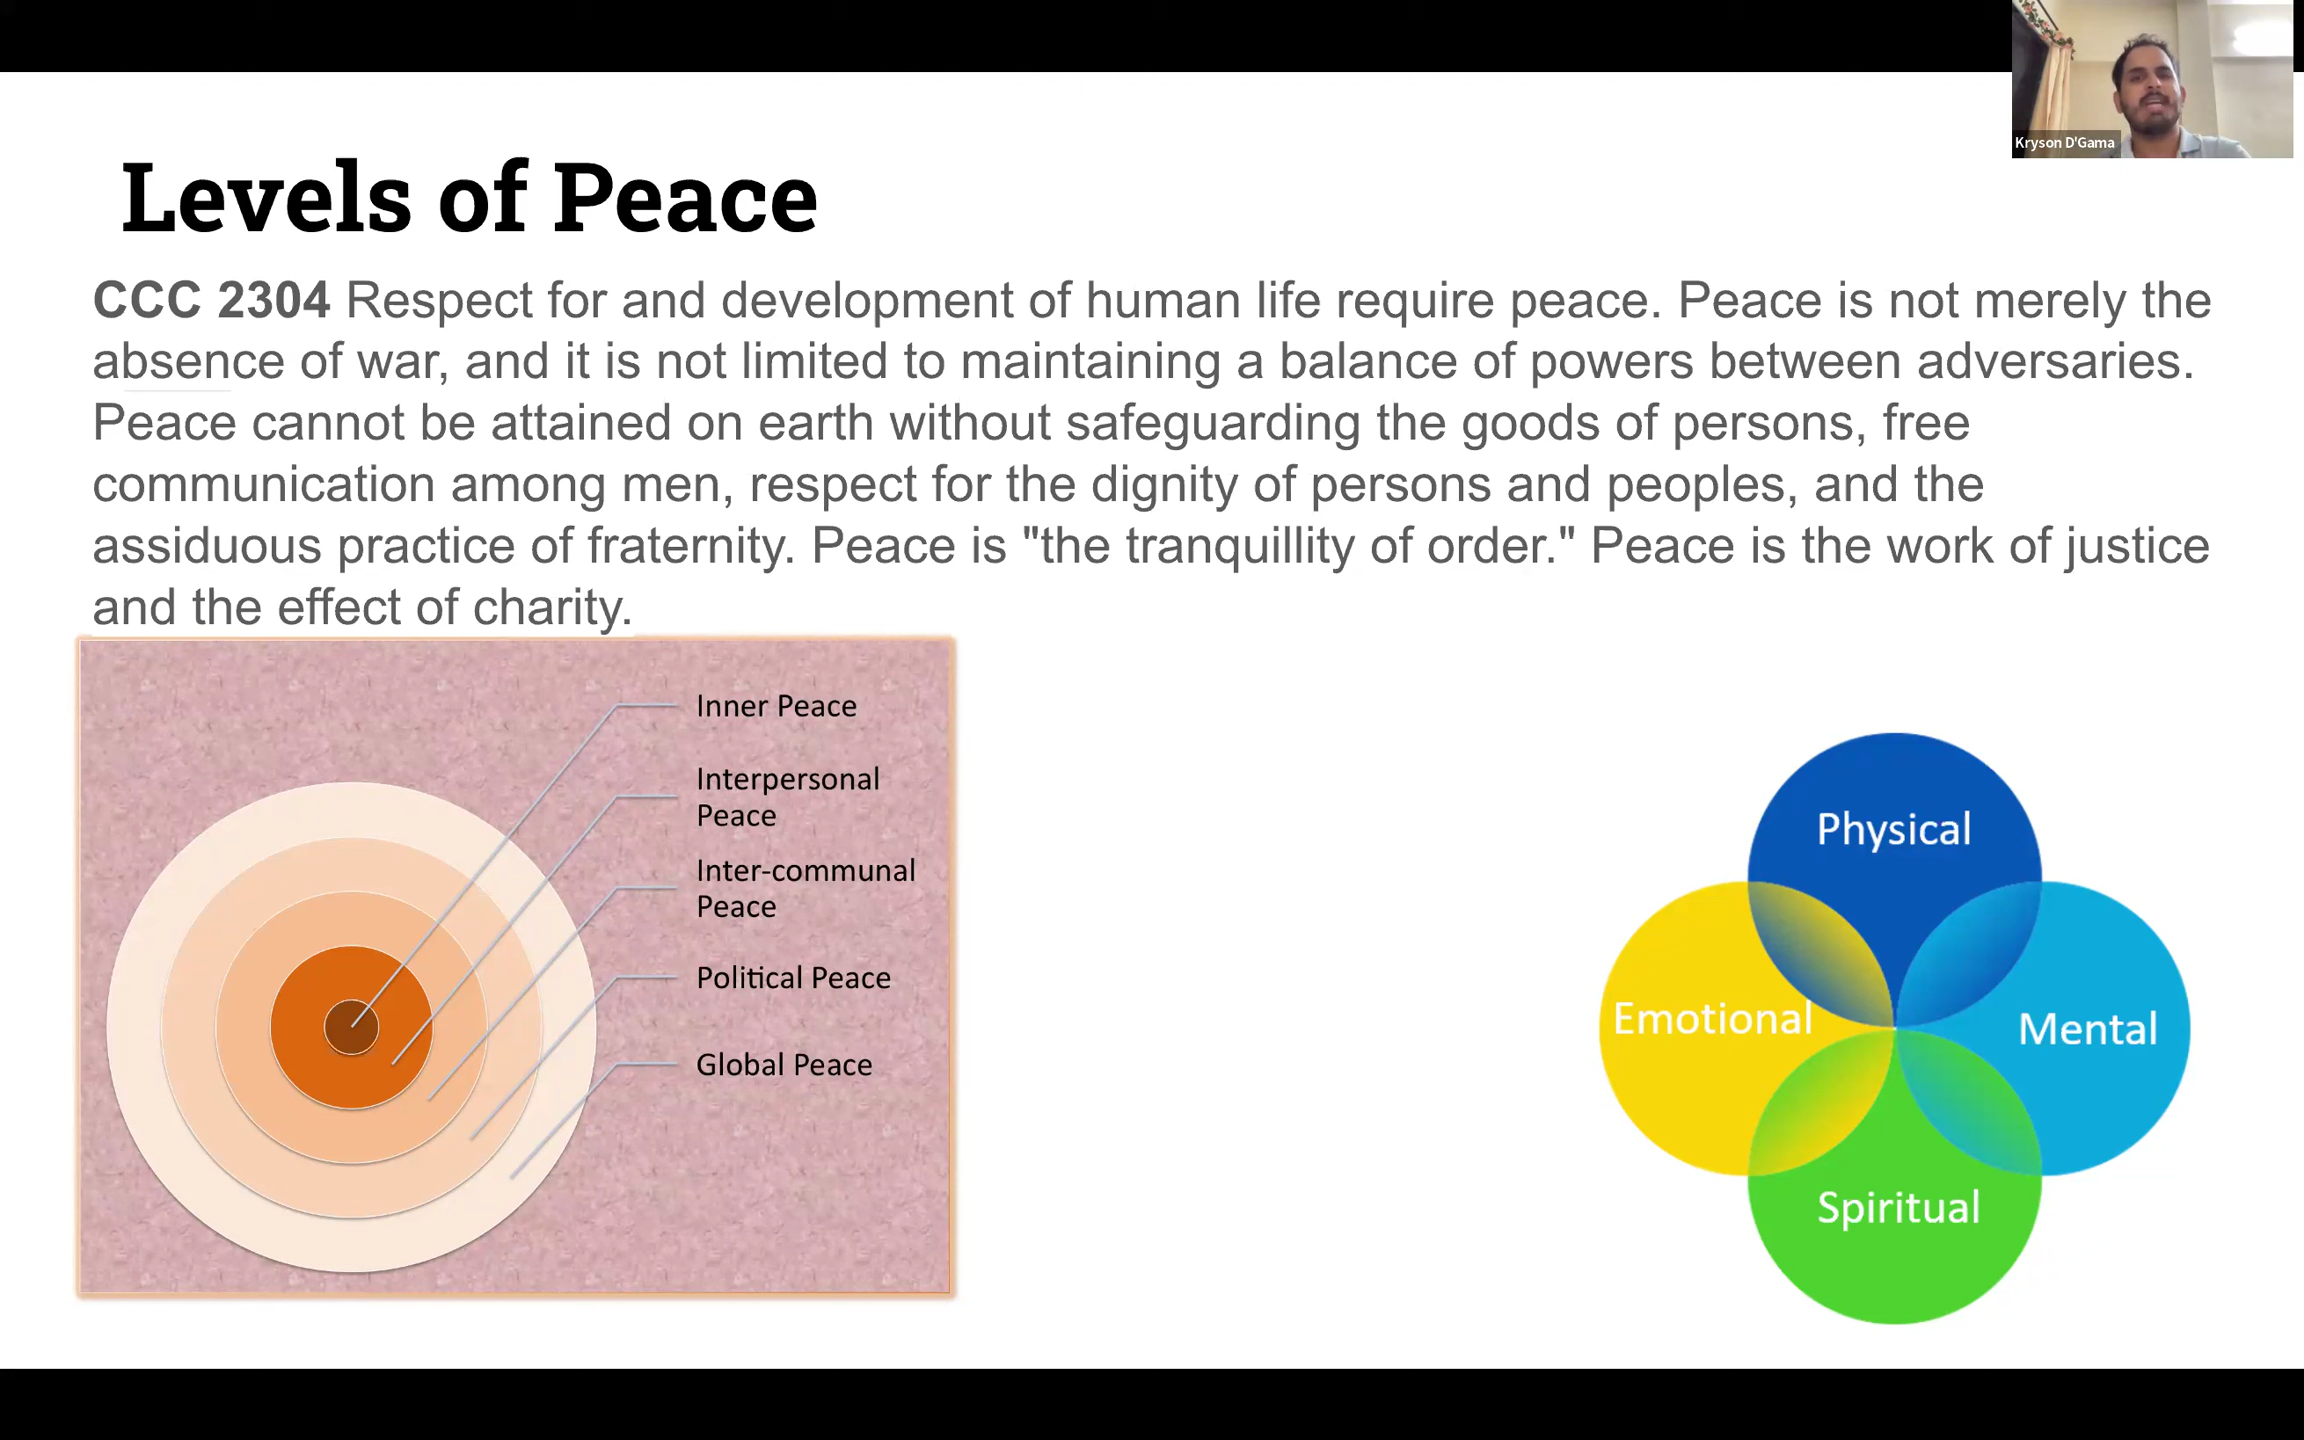 Kryson D'Gama
Levels of Peace
CCC 2304 Respect for and development of human life require peace. Peace is not merely the
absence of war, and it is not limited to maintaining a balance of powers between adversaries.
Peace cannot be attained on earth without safeguarding the goods of persons, free
communication among men, respect for the dignity of persons and peoples, and the
assiduous practice of fraternity. Peace is "the tranquillity of order." Peace is the work of justice
and the effect of charity.
Inner Peace
Interpersonal
Peace
Inter-communal
Peace
Political Peace
Global Peace
Physical
Emotional
Mental
Spiritual